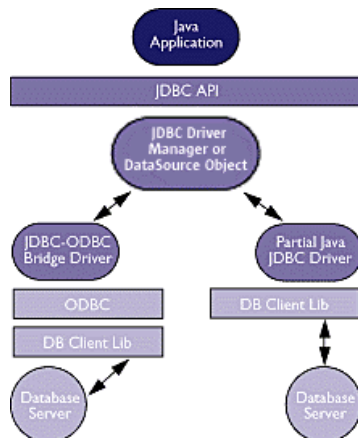 Java
Application
JDBC API
JDBC Driver
Manager or
DataSource Object
JDBC-ODBC
Bridge Driver
Partial Java
JDBC Driver
ODBC
DB Client Lib
DB Client Lib
Database
Server
Database
Server